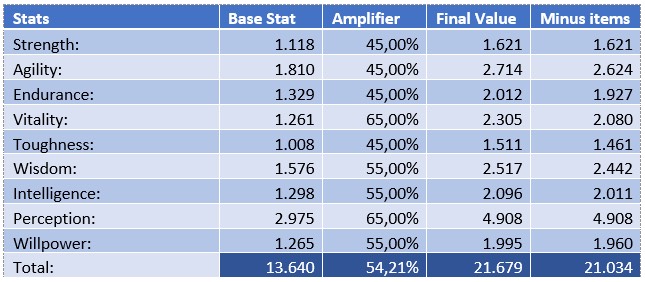 Stats Base Stat Amplifier Final Value Minus items
Strength: 1.118 45,00% 1.621 1.621
Agility: 1.810 45,00% 2.714 2.624
Endurance: 1.329 45,00% 2.012 1.927
Vitality: 1.261 65,00% 2.305 2.080
Toughness: 1.008 45,00% 1.511 1.461
Wisdom: 1.576 55,00% 2.517 2.442
Intelligence: 1.298 55,00% 2.096 2.011
Perception: 2.975 65,00% 4.908 4.908
Willpower: 1.265 55,00% 1.995 1.960
Total: 13.640 54,21% 21.679 21.034